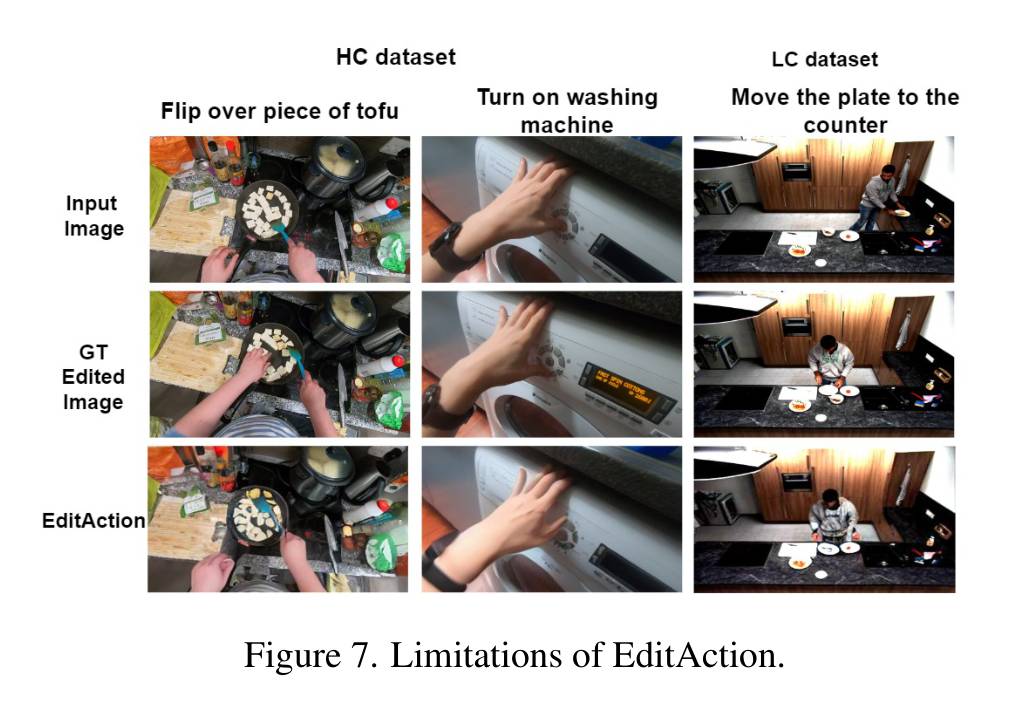 HC dataset
LC dataset
Flip over piece of tofu
Turn on washing
machine
Move the plate to the
counter
Input
Image
GT
Edited
Image
EditAction
Figure 7. Limitations of EditAction.